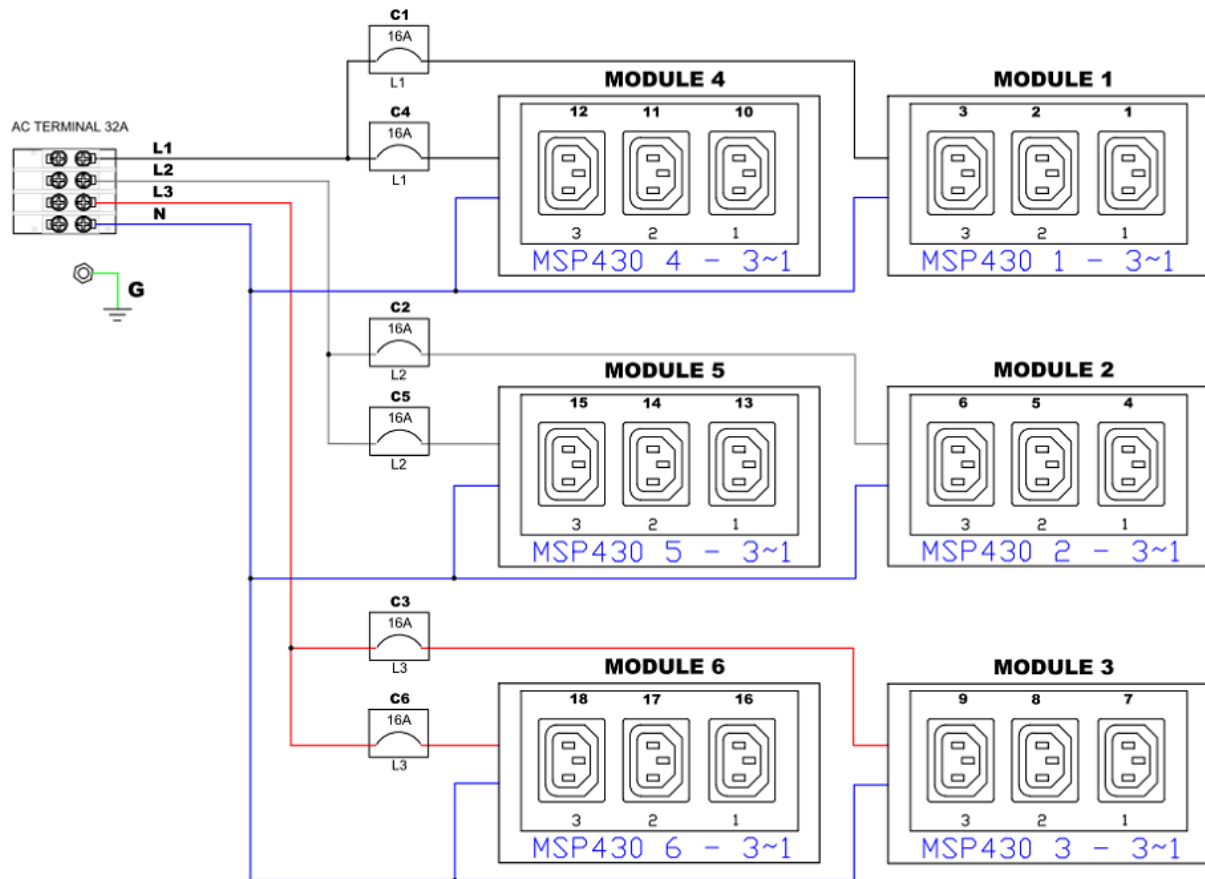 C1
16A
L1
MODULE 4
MODULE 1
C4
16A
L1
12 11 10
3 2 1
3 2 1
3 2 1
MSP430 4 - 3~1
MSP430 1 - 3~1
AC TERMINAL 32A
L1
L2
L3
N
G
C2
16A
L2
MODULE 5
MODULE 2
C5
16A
L2
15 14 13
6 5 4
3 2 1
3 2 1
MSP430 5 - 3~1
MSP430 2 - 3~1
C3
16A
L3
MODULE 6
MODULE 3
C6
16A
L3
18 17 16
9 8 7
3 2 1
3 2 1
MSP430 6 - 3~1
MSP430 3 - 3~1